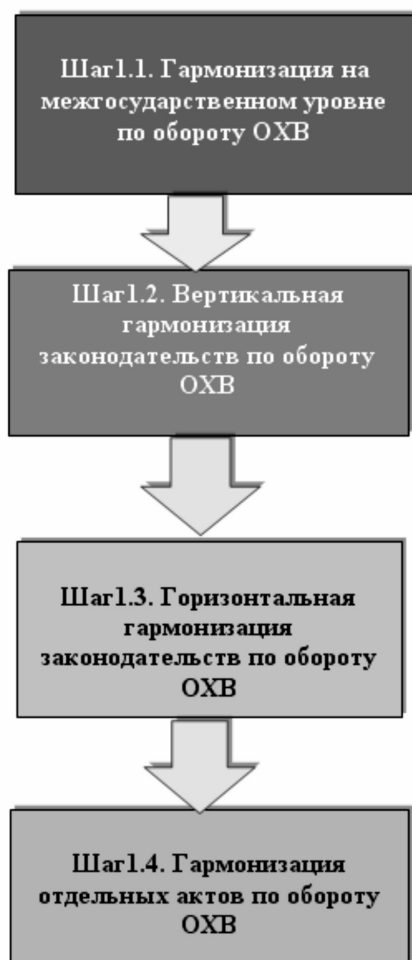 Шаг1.1. Гармонизация на
межгосударственном уровне
по обороту ОХВ
Шаг1.2. Вертикальная
гармонизация
законодательств по обороту
ОХВ
Шаг1.3. Горизонтальная
гармонизация
законодательств по обороту
ОХВ
Шаг1.4. Гармонизация
отдельных актов по обороту
ОХВ